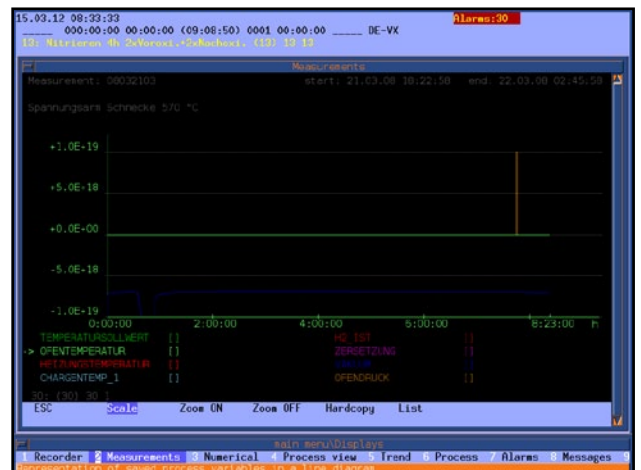 15.03.12 08:33:33 Alarms:30
_____ 000:00:00 00:00:00 (09:08:50) 0001 00:00:00 _____ DE-VX
13: Nitrieren 4h 2xVoroxi.+2xNachoxi. (13) 13 13
Measurements
Measurement: 08032103 start: 21.03.08 18:22:58 end: 22.03.08 02:45:58
Spannungsarm Schnecke 570 °C
+1.0E-19
+5.0E-18
+0.0E+00
-5.0E-18
-1.0E-19
0:00:00 2:00:00 4:00:00 6:00:00 8:23:00 h
TEMPERATURSOLLWERT [] H2_IST []
-> OFENTEMPERATUR [] ZERSETZUNG []
HEIZUNGSTEMPERATUR []
CHARGENTEMP_1 [] OFENDRUCK []
30: (30) 30
ESC Scale Zoom ON Zoom OFF Hardcopy List
main menu\Displays
1 Recorder 2 Measurements 3 Numerical 4 Process view 5 Trend 6 Process 7 Alarms 8 Messages 9
Representation of saved process variables in a line diagram